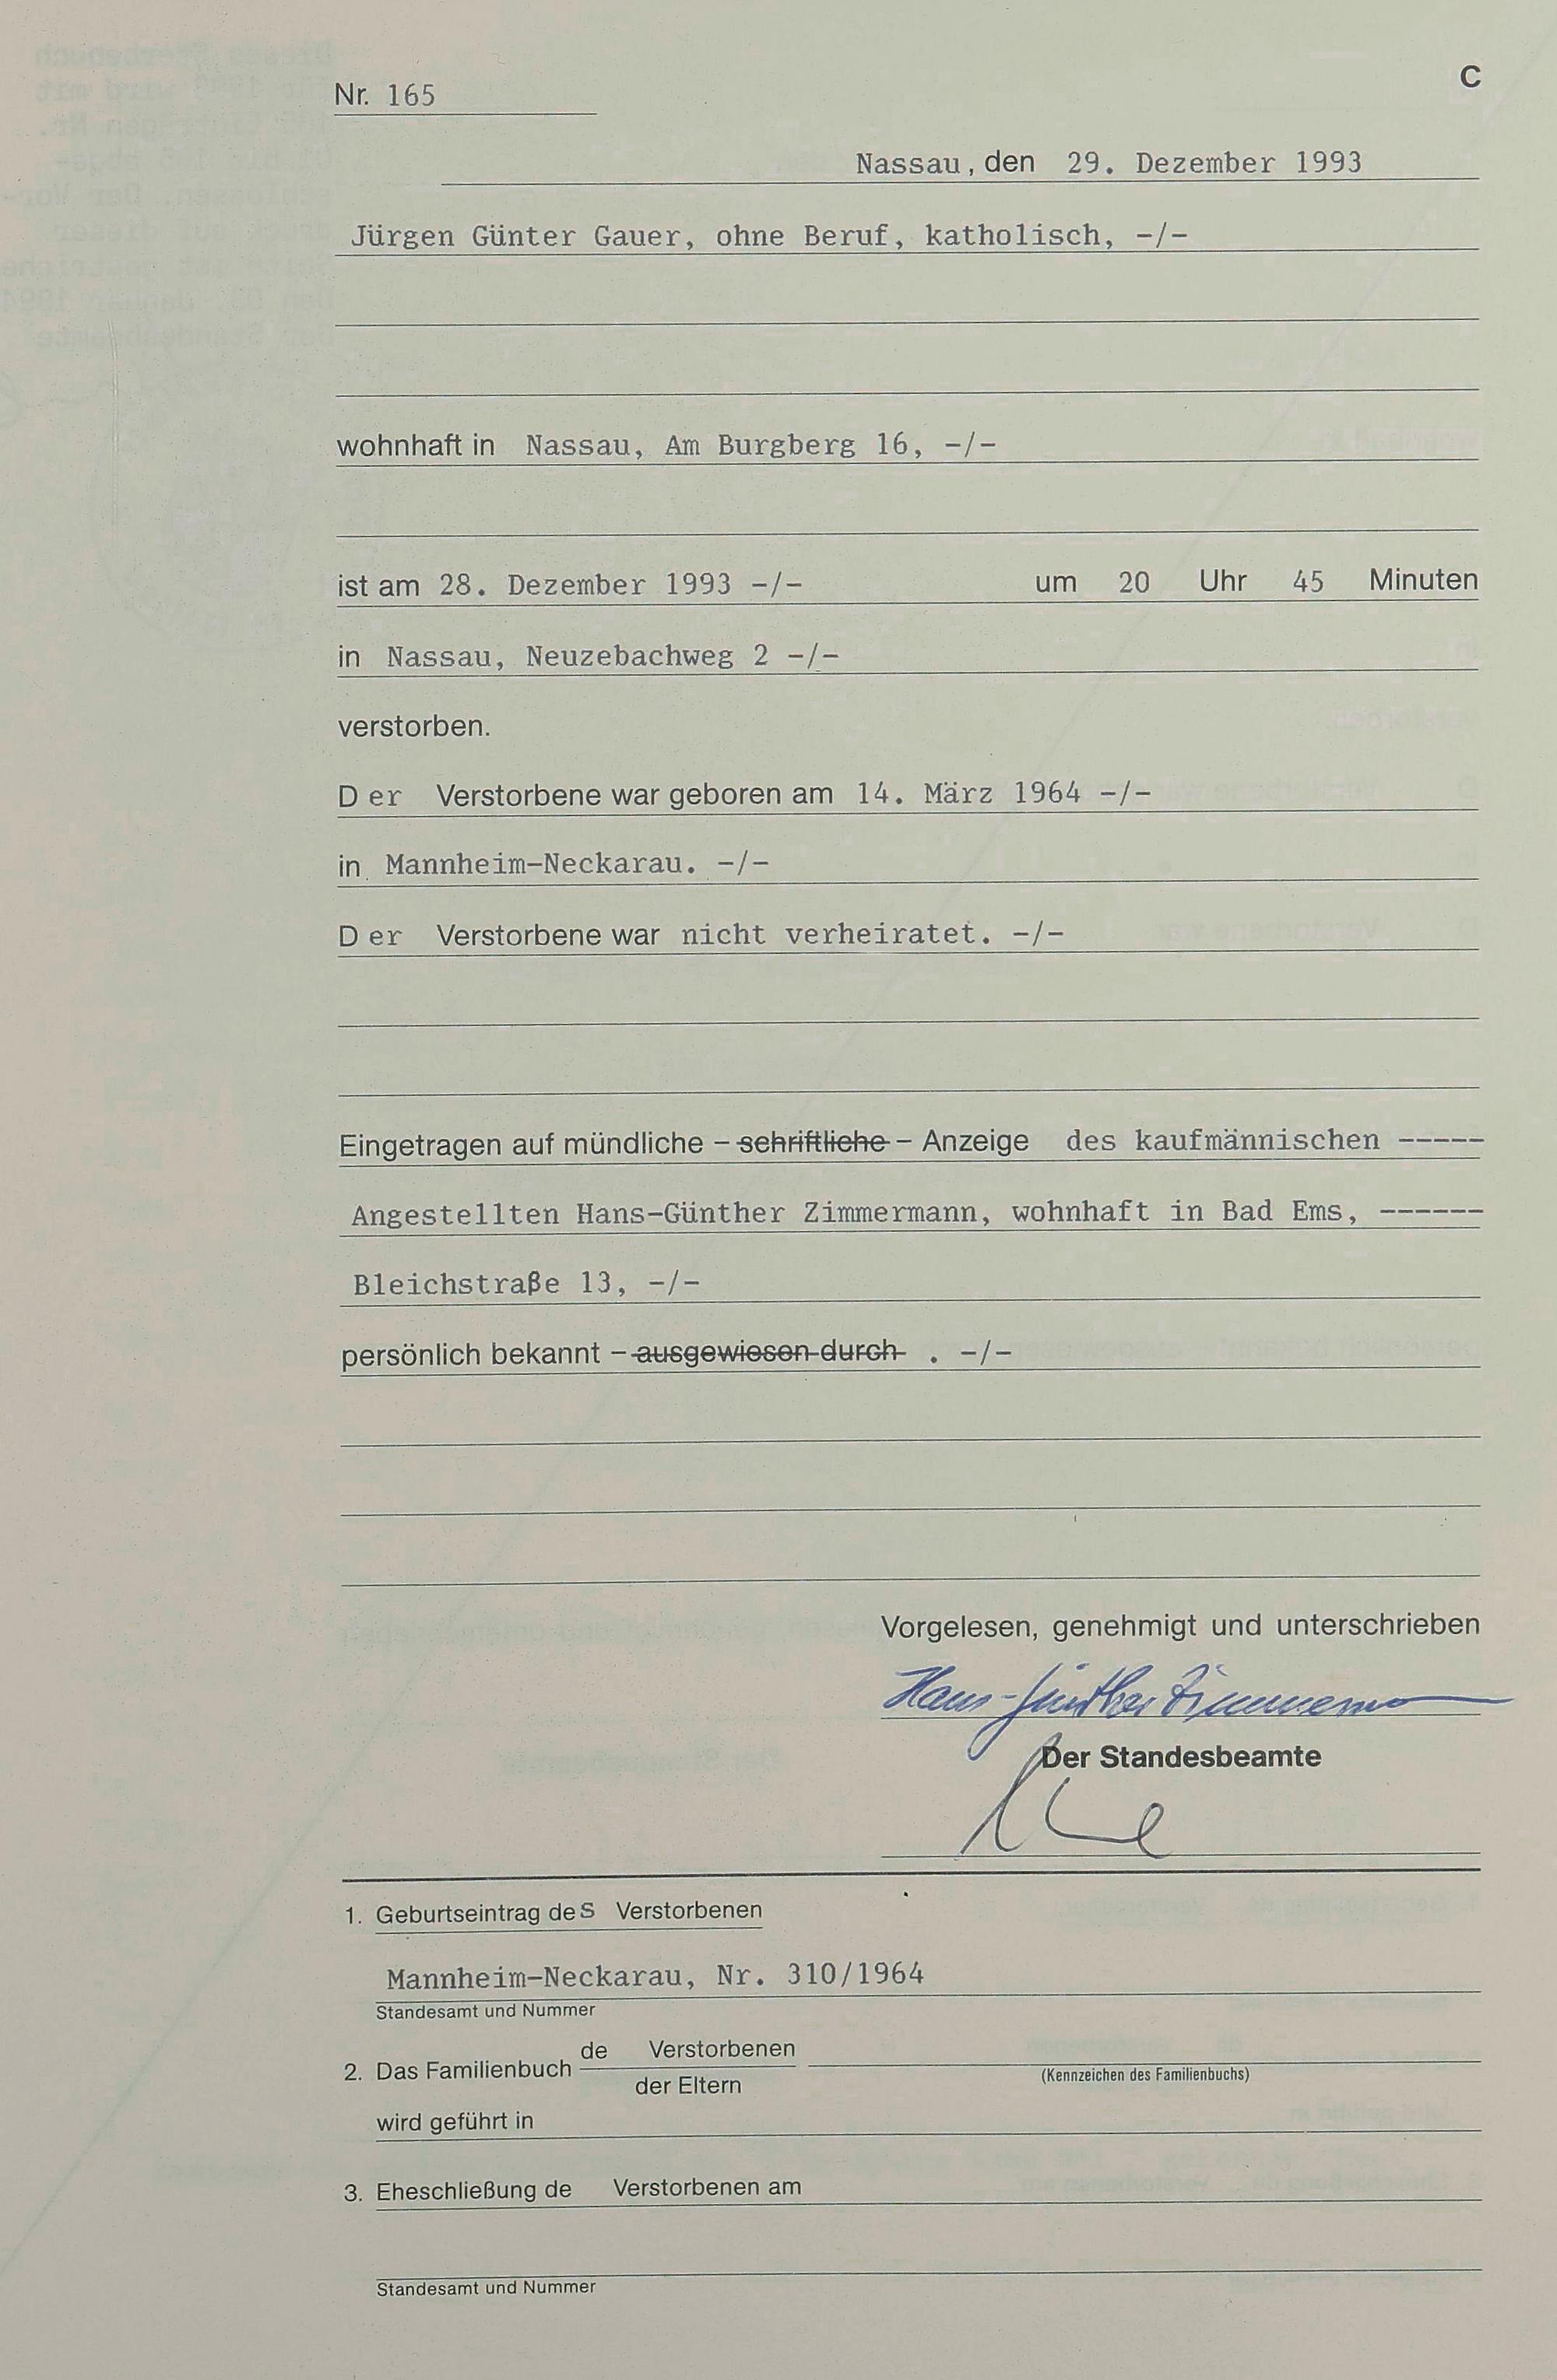 C
Nr. 165
Nassau, den 29. Dezember 1993
Jürgen Günter Gauer, ohne Beruf, katholisch, -/-
wohnhaft in Nassau, Am Burgberg 16, -/-
ist am 28. Dezember 1993 -/- um 20 Uhr 45 Minuten
in Nassau, Neuzebachweg 2 -/-
verstorben.
Der Verstorbene war geboren am 14. März 1964 -/-
in Mannheim-Neckarau. -/-
Der Verstorbene war nicht verheiratet. -/-
Eingetragen auf mündliche – schriftliche – Anzeige des kaufmännischen -----
Angestellten Hans-Günther Zimmermann, wohnhaft in Bad Ems, ------
Bleichstraße 13, -/-
persönlich bekannt – ausgewiesen durch . -/-
Vorgelesen, genehmigt und unterschrieben
Hans-Günther Zimmermann
Der Standesbeamte
1. Geburtseintrag des Verstorbenen
Mannheim-Neckarau, Nr. 310/1964
Standesamt und Nummer
de Verstorbenen
2. Das Familienbuch
der Eltern
(Kennzeichen des Familienbuchs)
wird geführt in
3. Eheschließung de Verstorbenen am
Standesamt und Nummer